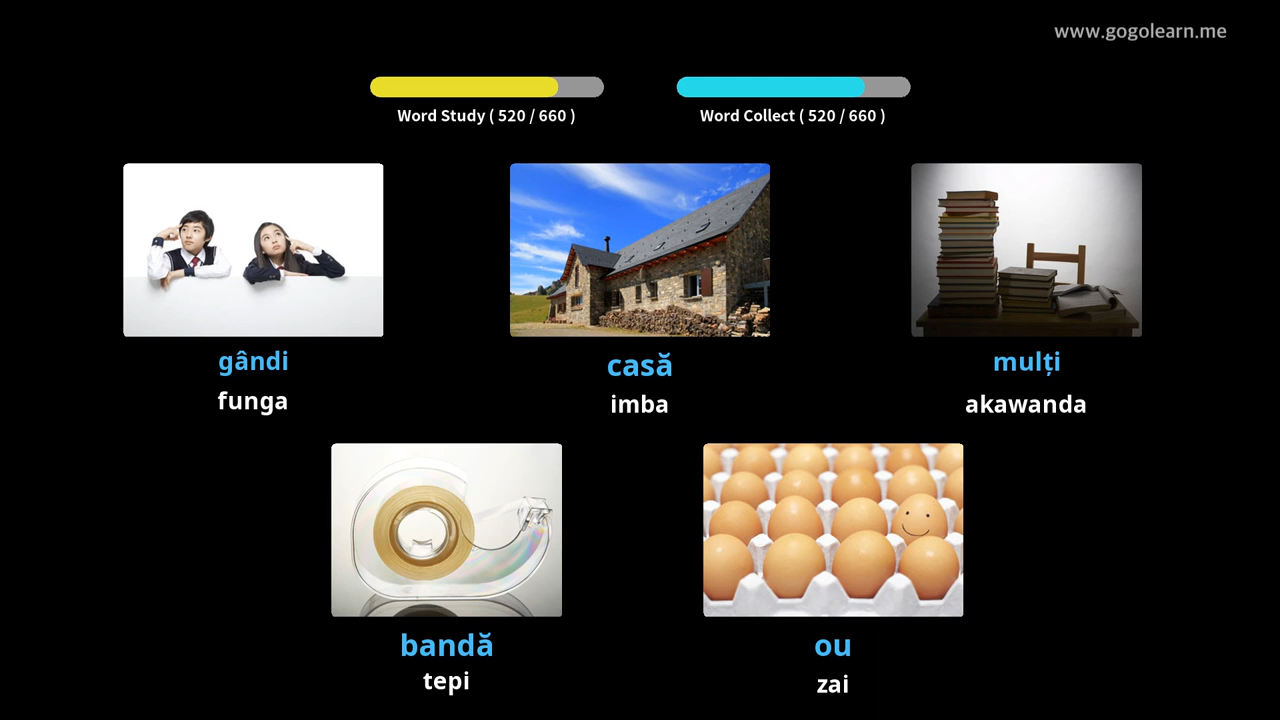 www.gogolearn.me
Word Study ( 520 / 660 )
Word Collect ( 520 / 660 )
gândi
funga
casă
imba
mulți
akawanda
bandă
tepi
ou
zai